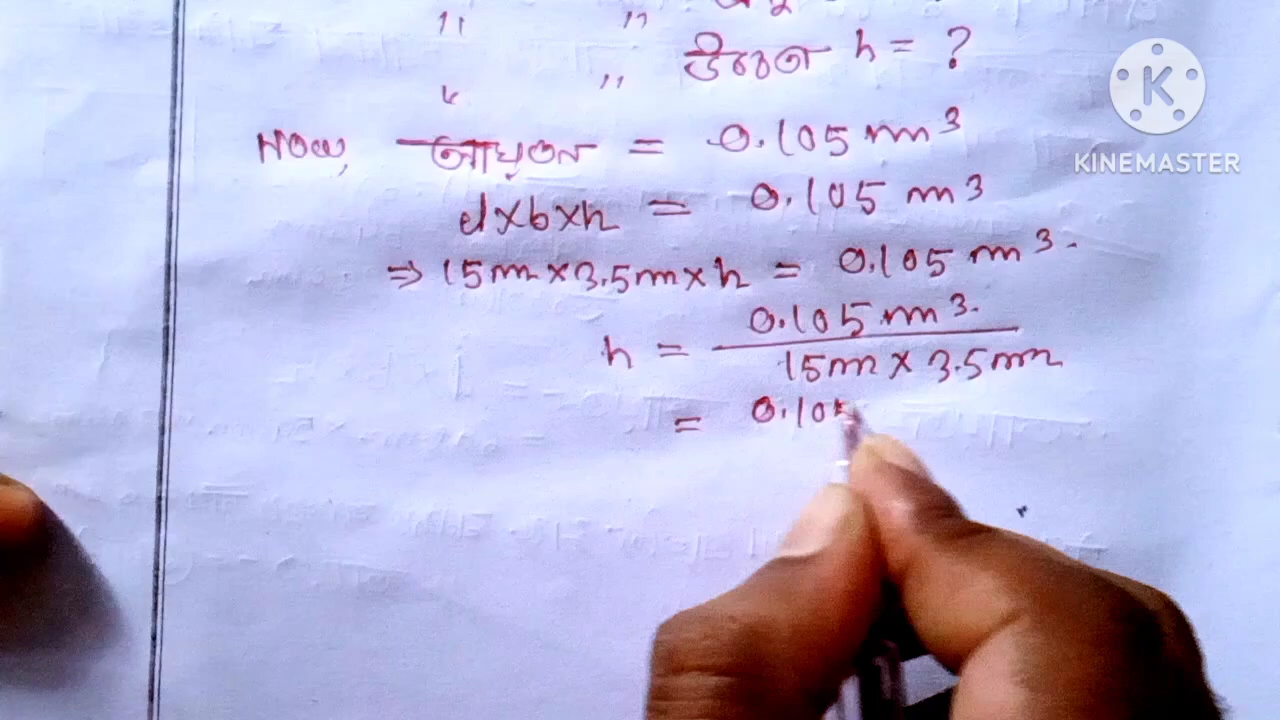 " "
" " উচ্চতা h = ?
Now, আয়তন = 0.105 m³
l×b×h = 0.105 m³
⇒ 15m × 3.5m × h = 0.105 m³.
h = 0.105 m³. / 15m × 3.5m
= 0.105
KINEMASTER